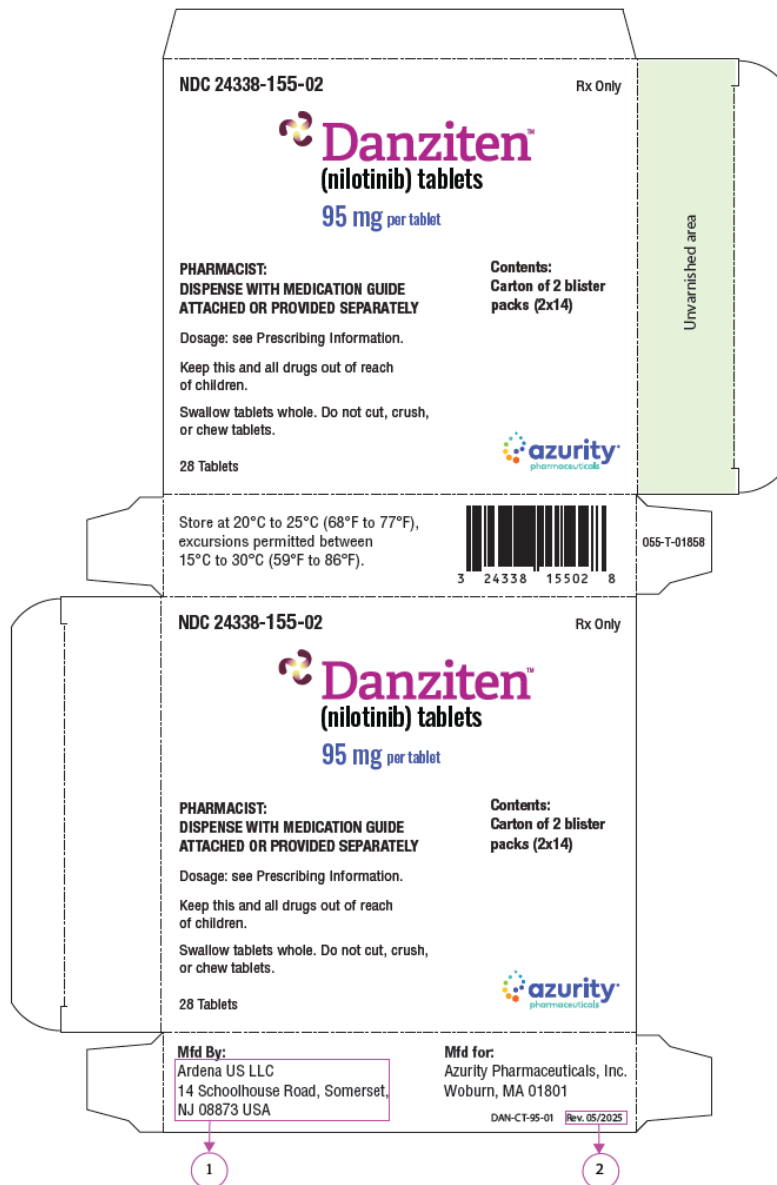 NDC 24338-155-02
Rx Only
Danziten™
(nilotinib) tablets
95 mg per tablet
PHARMACIST:
DISPENSE WITH MEDICATION GUIDE
ATTACHED OR PROVIDED SEPARATELY
Contents:
Carton of 2 blister
packs (2x14)
Dosage: see Prescribing Information.
Keep this and all drugs out of reach
of children.
Swallow tablets whole. Do not cut, crush,
or chew tablets.
28 Tablets
azurity
pharmaceuticals
Unvarnished area
Store at 20°C to 25°C (68°F to 77°F),
excursions permitted between
15°C to 30°C (59°F to 86°F).
3 24338 15502 8
055-T-01858
NDC 24338-155-02
Rx Only
Danziten™
(nilotinib) tablets
95 mg per tablet
PHARMACIST:
DISPENSE WITH MEDICATION GUIDE
ATTACHED OR PROVIDED SEPARATELY
Contents:
Carton of 2 blister
packs (2x14)
Dosage: see Prescribing Information.
Keep this and all drugs out of reach
of children.
Swallow tablets whole. Do not cut, crush,
or chew tablets.
28 Tablets
azurity
pharmaceuticals
Mfd By:
Ardena US LLC
14 Schoolhouse Road, Somerset,
NJ 08873 USA
Mfd for:
Azurity Pharmaceuticals, Inc.
Woburn, MA 01801
DAN-CT-95-01 Rev. 05/2025
1
2